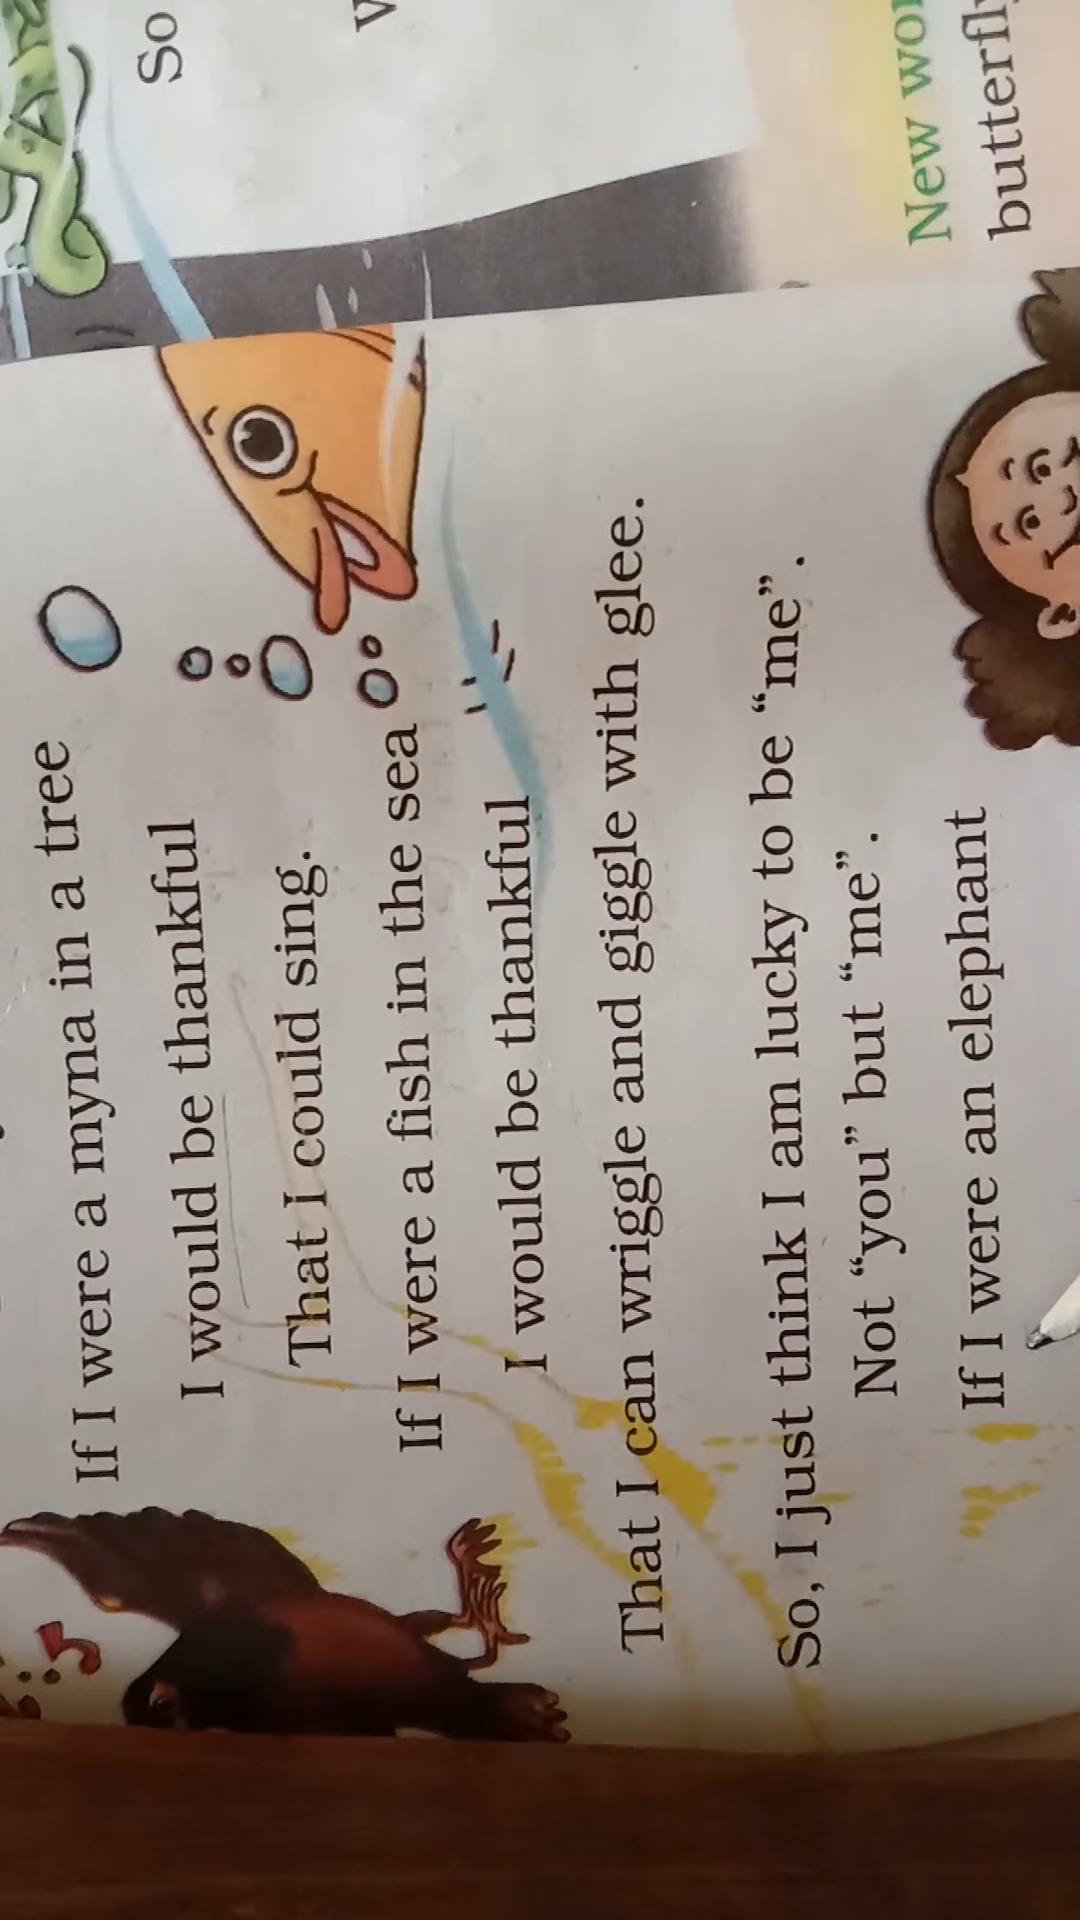 If I were a myna in a tree
I would be thankful
That I could sing.
If I were a fish in the sea
I would be thankful
That I can wriggle and giggle with glee.
So, I just think I am lucky to be “me”.
Not “you” but “me”.
If I were an elephant
So
New